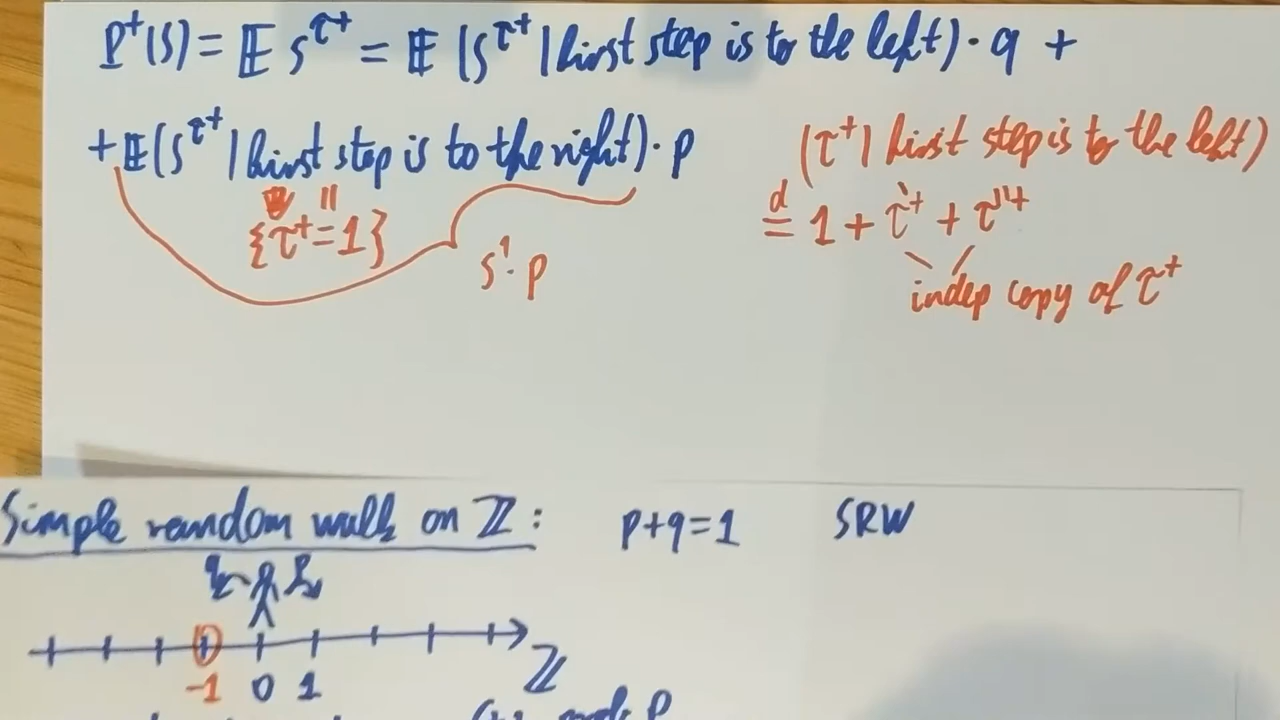 P⁺(s) = 𝔼 s^{τ⁺} = 𝔼 (s^{τ⁺} | first step is to the left) · q +
+ 𝔼(s^{τ⁺} | first step is to the right) · p
{τ⁺=1}
s¹· p
(τ⁺ | first step is to the left)
=ᵈ 1 + τ'⁺ + τ''⁺
indep copy of τ⁺
Simple random walk on ℤ: p+q=1 SRW
ℤ
-1 0 1